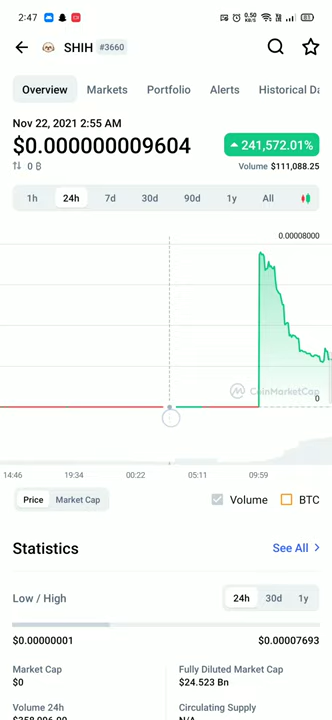 2:47
0.50 KB/S
SHIH #3660
Overview Markets Portfolio Alerts Historical Da
Nov 22, 2021 2:55 AM
$0.000000009604 241,572.01%
0 ₿ Volume $111,088.25
1h 24h 7d 30d 90d 1y All
0.00008000
CoinMarketCap
0
14:46 19:34 00:22 05:11 09:59
Price Market Cap Volume BTC
Statistics See All
Low / High 24h 30d 1y
$0.00000001 $0.00007693
Market Cap Fully Diluted Market Cap
$0 $24.523 Bn
Volume 24h Circulating Supply